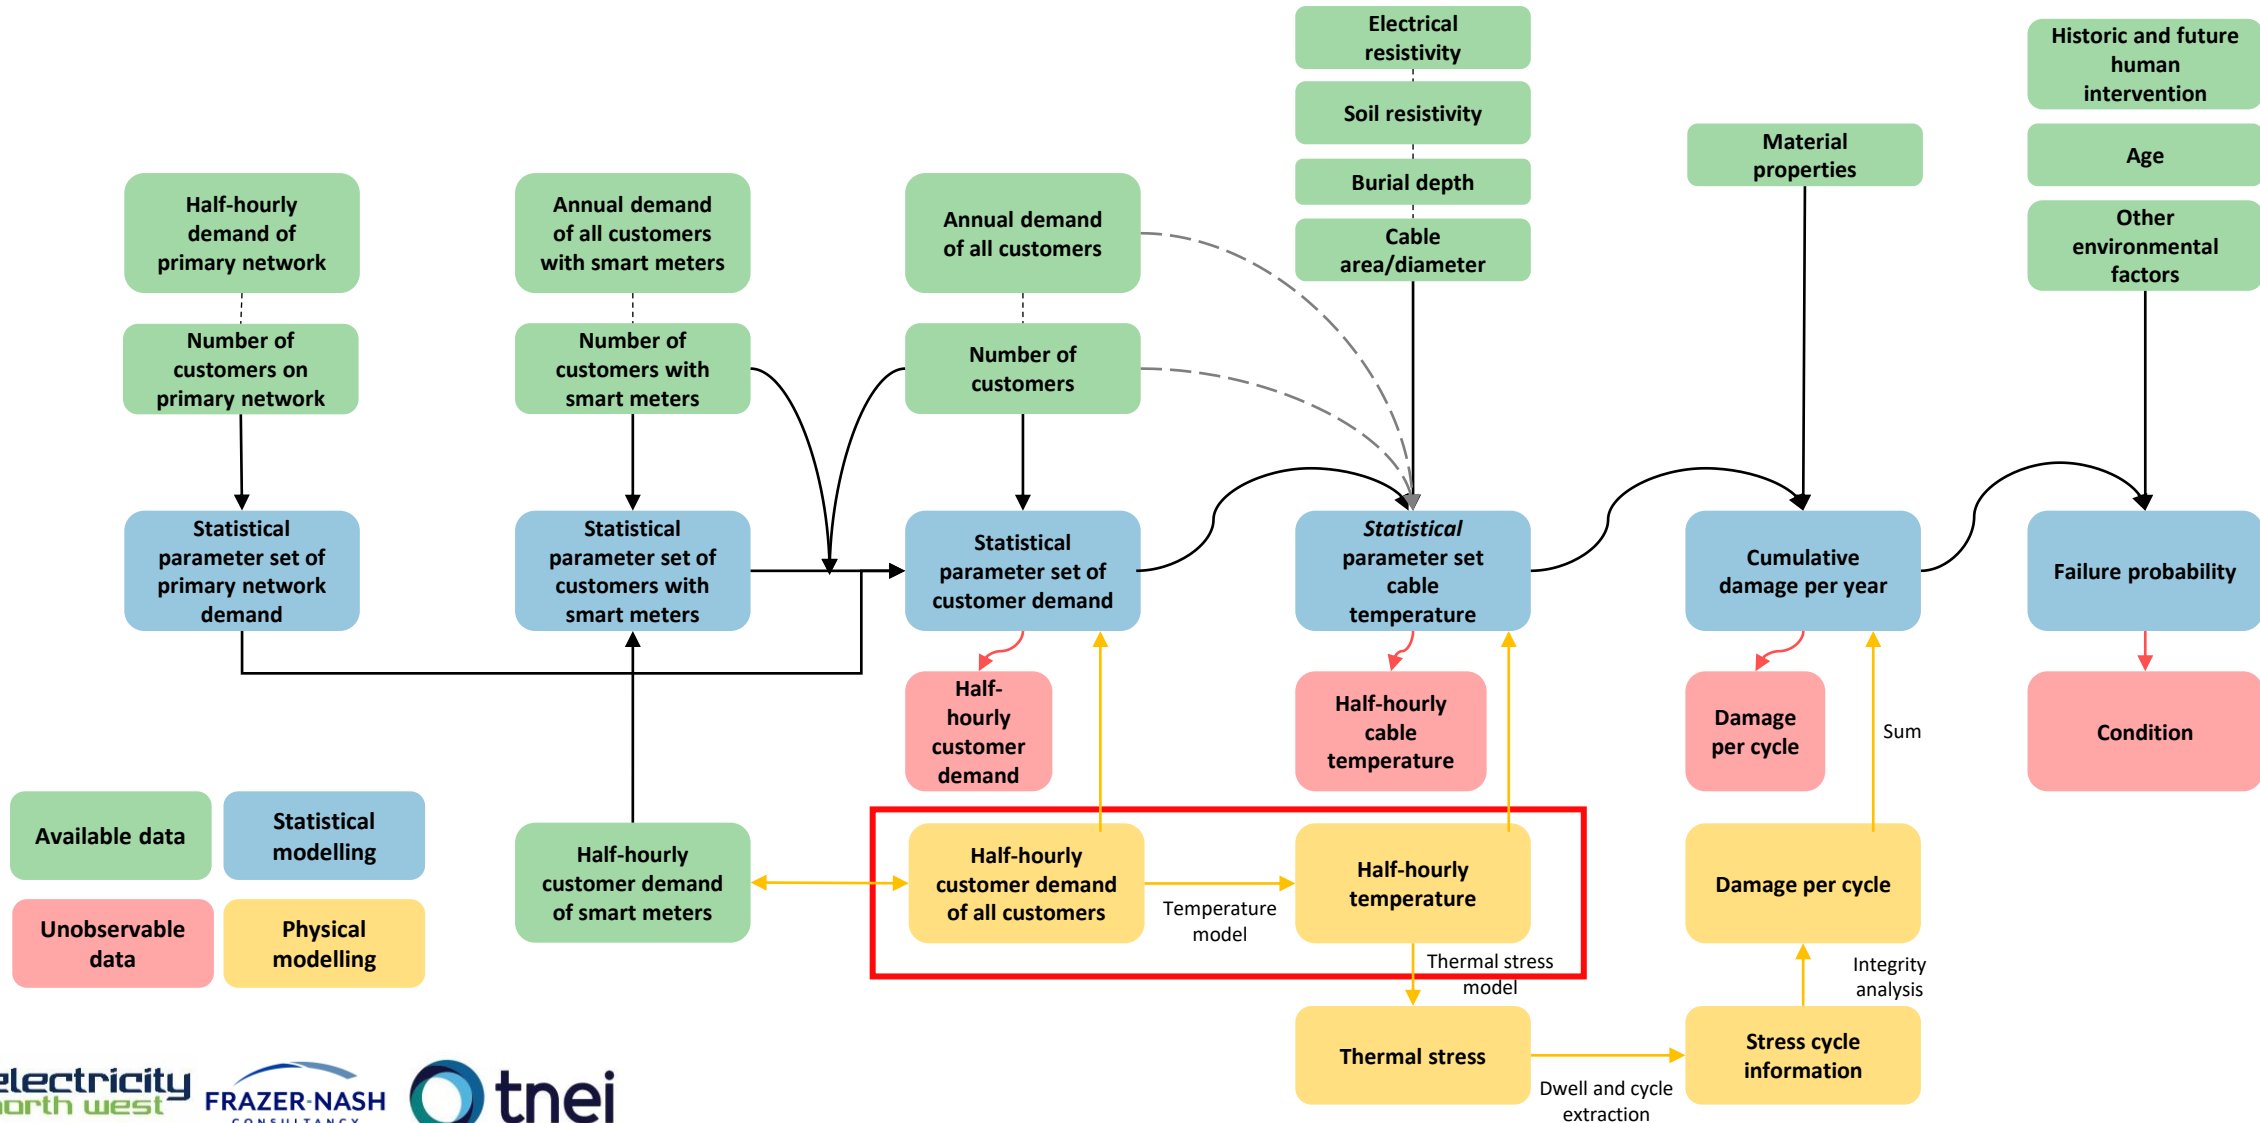 Electrical
resistivity
Soil resistivity
Burial depth
Cable
area/diameter
Historic and future
human
intervention
Age
Other
environmental
factors
Material
properties
Half-hourly
demand of
primary network
Annual demand
of all customers
with smart meters
Annual demand
of all customers
Number of
customers on
primary network
Number of
customers with
smart meters
Number of
customers
Statistical
parameter set of
primary network
demand
Statistical
parameter set of
customers with
smart meters
Statistical
parameter set of
customer demand
Statistical
parameter set
cable
temperature
Cumulative
damage per year
Failure probability
Half-
hourly
customer
demand
Half-hourly
cable
temperature
Damage
per cycle
Sum
Condition
Available data
Statistical
modelling
Unobservable
data
Physical
modelling
Half-hourly
customer demand
of smart meters
Half-hourly
customer demand
of all customers
Temperature
model
Half-hourly
temperature
Damage per cycle
Thermal stress
model
Integrity
analysis
Thermal stress
Dwell and cycle
extraction
Stress cycle
information
electricity
north west
FRAZER-NASH
CONSULTANCY
tnei